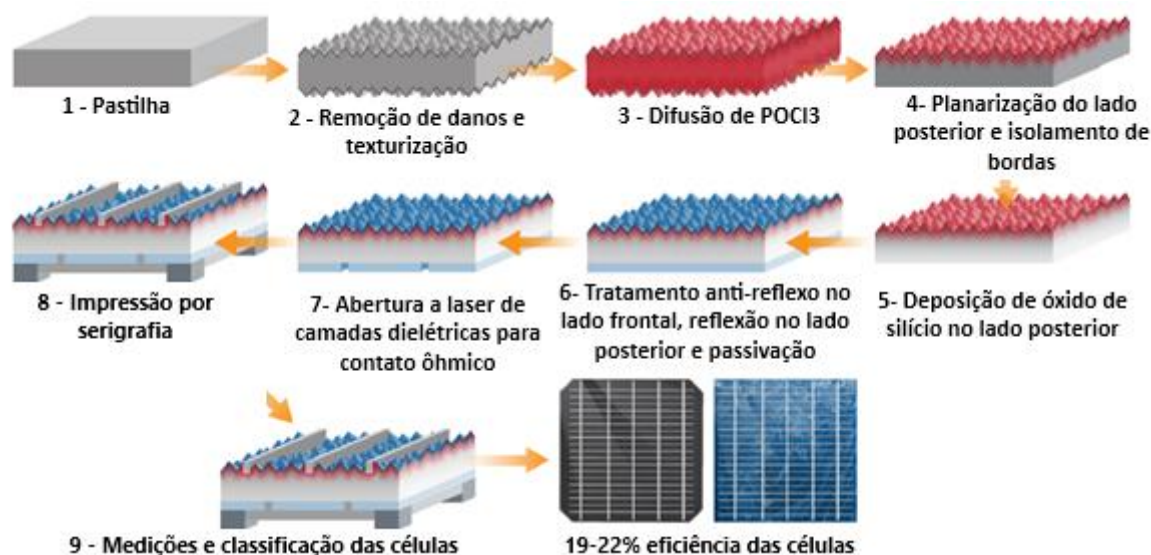 1 - Pastilha
2 - Remoção de danos e
texturização
3 - Difusão de POCl3
4- Planarização do lado
posterior e isolamento de
bordas
8 - Impressão por
serigrafia
7- Abertura a laser de
camadas dielétricas para
contato ôhmico
6- Tratamento anti-reflexo no
lado frontal, reflexão no lado
posterior e passivação
5- Deposição de óxido de
silício no lado posterior
9 - Medições e classificação das células
19-22% eficiência das células